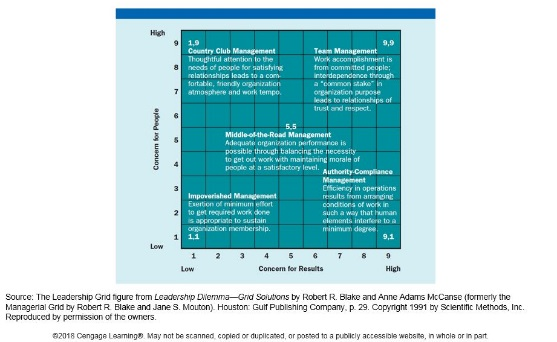 High
9
8
7
6
5
4
3
2
1
Low
Concern for People
1,9
Country Club Management
Thoughtful attention to the
needs of people for satisfying
relationships leads to a com-
fortable, friendly organization
atmosphere and work tempo.
9,9
Team Management
Work accomplishment is
from committed people;
interdependence through
a "common stake" in
organization purpose
leads to relationships of
trust and respect.
5,5
Middle-of-the-Road Management
Adequate organization performance is
possible through balancing the necessity
to get out work with maintaining morale of
people at a satisfactory level.
Authority-Compliance
Management
Efficiency in operations
results from arranging
conditions of work in
such a way that human
elements interfere to a
minimum degree.
9,1
Impoverished Management
Exertion of minimum effort
to get required work done
is appropriate to sustain
organization membership.
1,1
1 2 3 4 5 6 7 8 9
Low Concern for Results High
Source: The Leadership Grid figure from Leadership Dilemma—Grid Solutions by Robert R. Blake and Anne Adams McCanse (formerly the
Managerial Grid by Robert R. Blake and Jane S. Mouton). Houston: Gulf Publishing Company, p. 29. Copyright 1991 by Scientific Methods, Inc.
Reproduced by permission of the owners.
©2016 Cengage Learning®. May not be scanned, copied or duplicated, or posted to a publicly accessible website, in whole or in part.